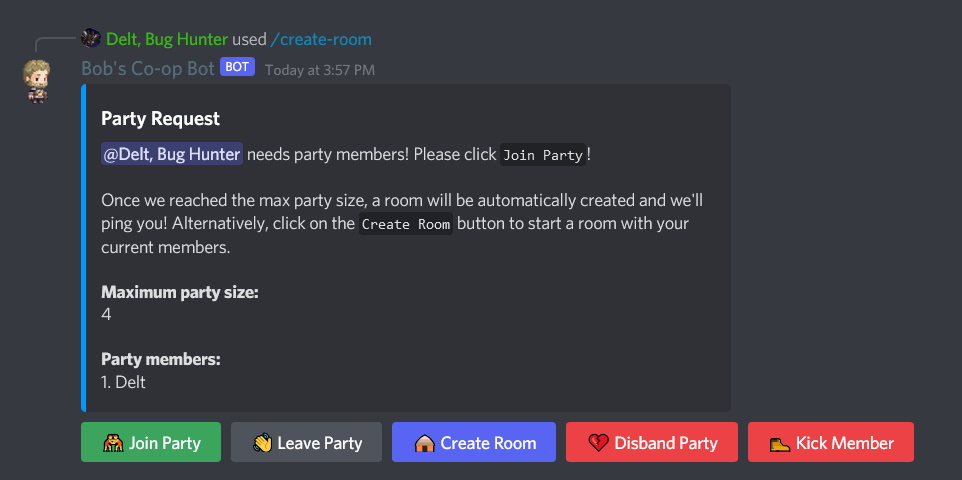 Delt, Bug Hunter used /create-room
Bob's Co-op Bot BOT Today at 3:57 PM
Party Request
@Delt, Bug Hunter needs party members! Please click Join Party!
Once we reached the max party size, a room will be automatically created and we'll
ping you! Alternatively, click on the Create Room button to start a room with your
current members.
Maximum party size:
4
Party members:
1. Delt
Join Party Leave Party Create Room Disband Party Kick Member